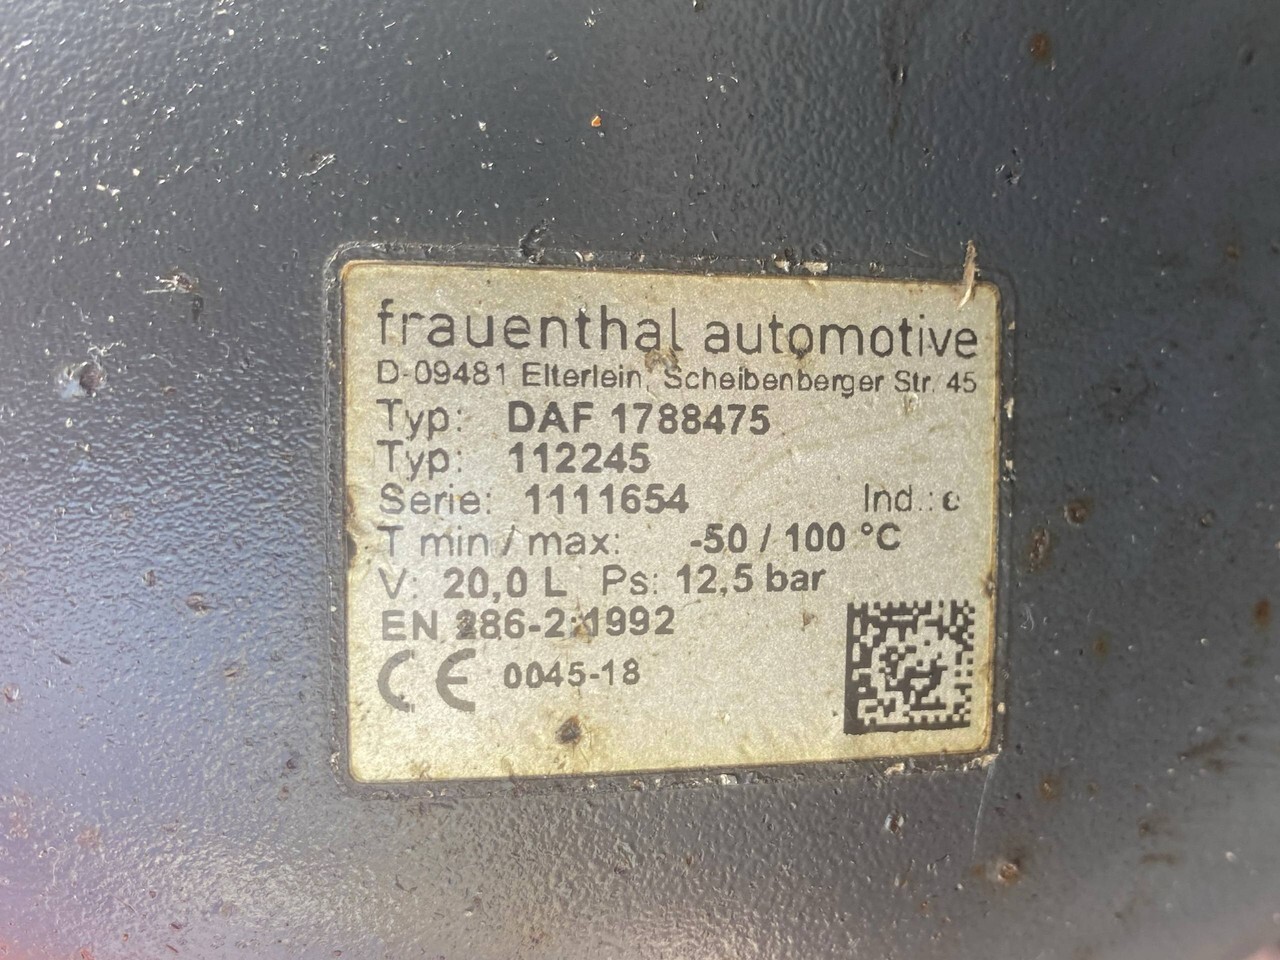 frauenthal automotive
D-09481 Elterlein, Scheibenberger Str. 45
Typ: DAF 1788475
Typ: 112245
Serie: 1111654 Ind.: c
T min / max: -50 / 100 °C
V: 20,0 L Ps: 12,5 bar
EN 286-2:1992
CE 0045-18